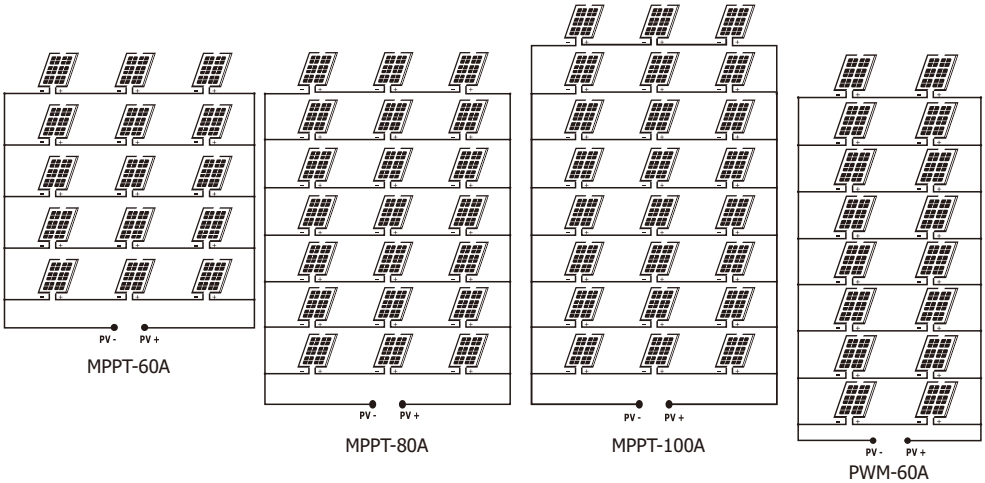 PV - PV +
MPPT-60A
PV - PV +
MPPT-80A
PV - PV +
MPPT-100A
PV - PV +
PWM-60A